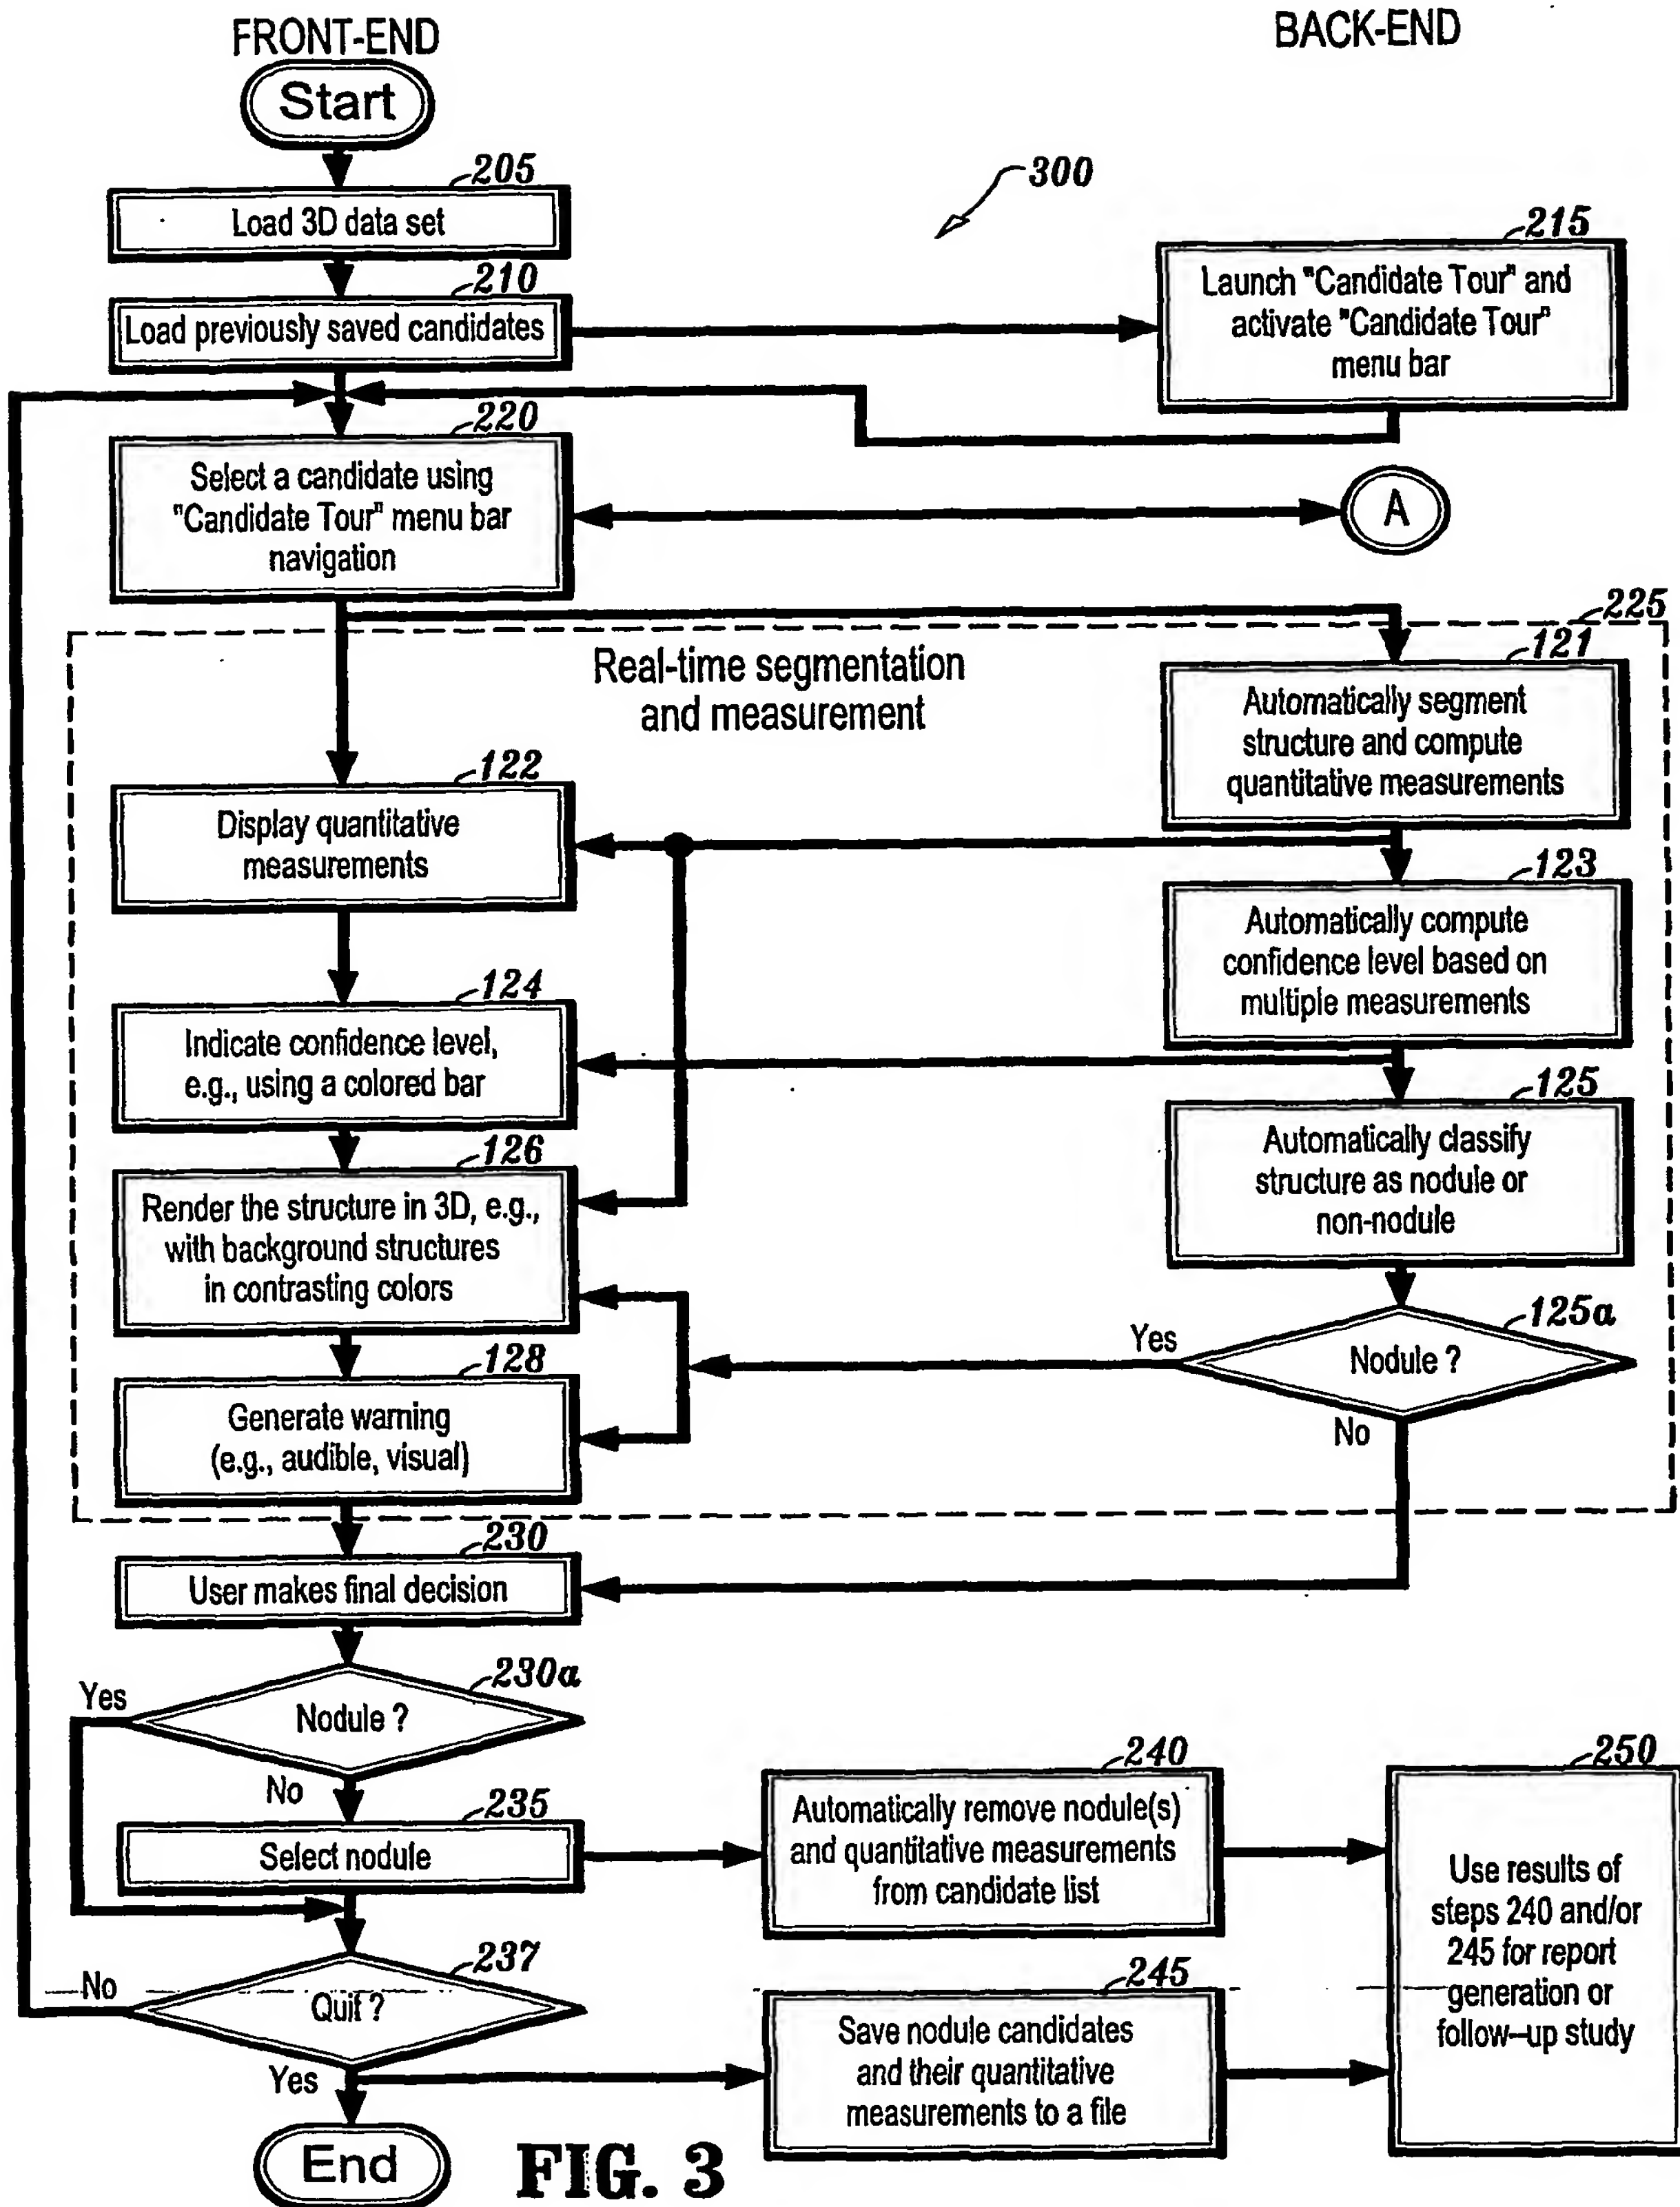 FRONT-END
BACK-END
Start
205
Load 3D data set
300
210
Load previously saved candidates
215
Launch "Candidate Tour" and
activate "Candidate Tour"
menu bar
220
Select a candidate using
"Candidate Tour" menu bar
navigation
A
225
Real-time segmentation
and measurement
121
Automatically segment
structure and compute
quantitative measurements
122
Display quantitative
measurements
123
Automatically compute
confidence level based on
multiple measurements
124
Indicate confidence level,
e.g., using a colored bar
125
Automatically classify
structure as nodule or
non-nodule
126
Render the structure in 3D, e.g.,
with background structures
in contrasting colors
125a
Nodule ?
Yes
No
128
Generate warning
(e.g., audible, visual)
230
User makes final decision
230a
Nodule ?
Yes
No
235
Select nodule
240
Automatically remove nodule(s)
and quantitative measurements
from candidate list
250
Use results of
steps 240 and/or
245 for report
generation or
follow-up study
237
Quit ?
No
Yes
245
Save nodule candidates
and their quantitative
measurements to a file
End
FIG. 3